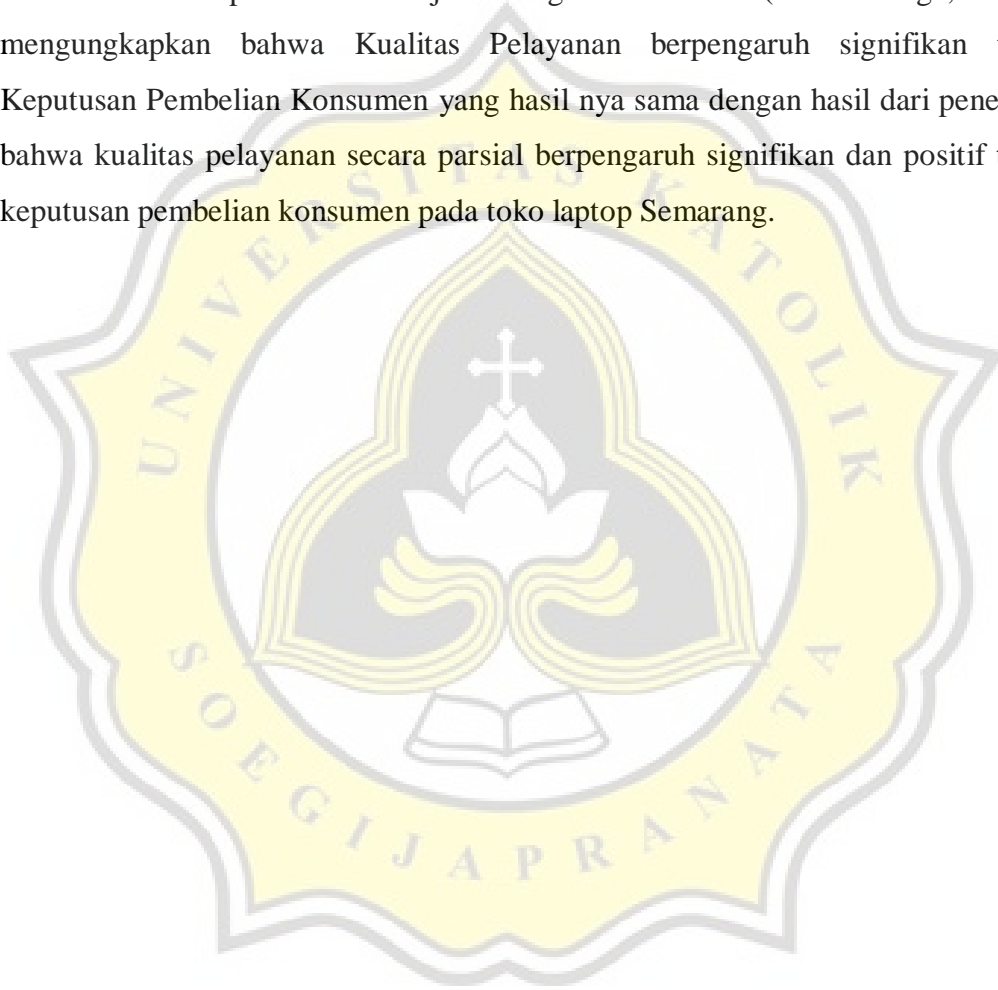 mengungkapkan bahwa Kualitas Pelayanan berpengaruh signifikan
Keputusan Pembelian Konsumen yang hasil nya sama dengan hasil dari pene
bahwa kualitas pelayanan secara parsial berpengaruh signifikan dan positif
keputusan pembelian konsumen pada toko laptop Semarang.
UNIVERSITAS KATOLIK
SOEGIJAPRANATA